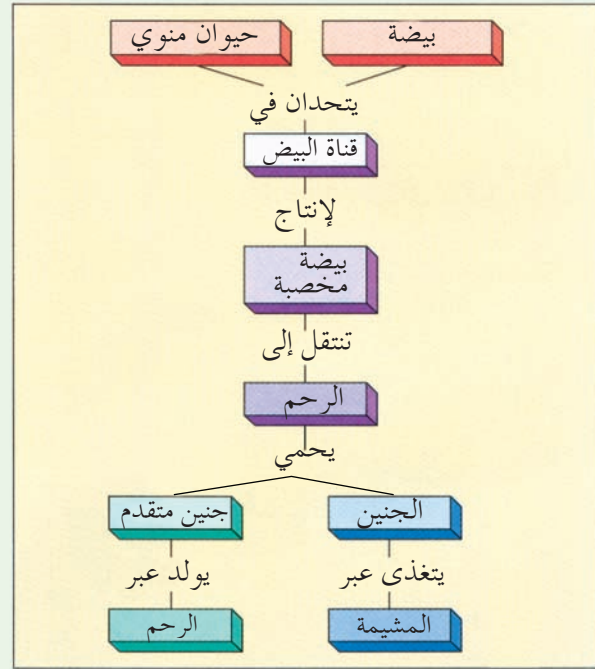 بيضة
حيوان منوي
يتحدان في
قناة البيض
لإنتاج
بيضة
مخصبة
تنتقل إلى
الرحم
يحمي
الجنين
جنين متقدم
يتغذى عبر
يولد عبر
المشيمة
الرحم